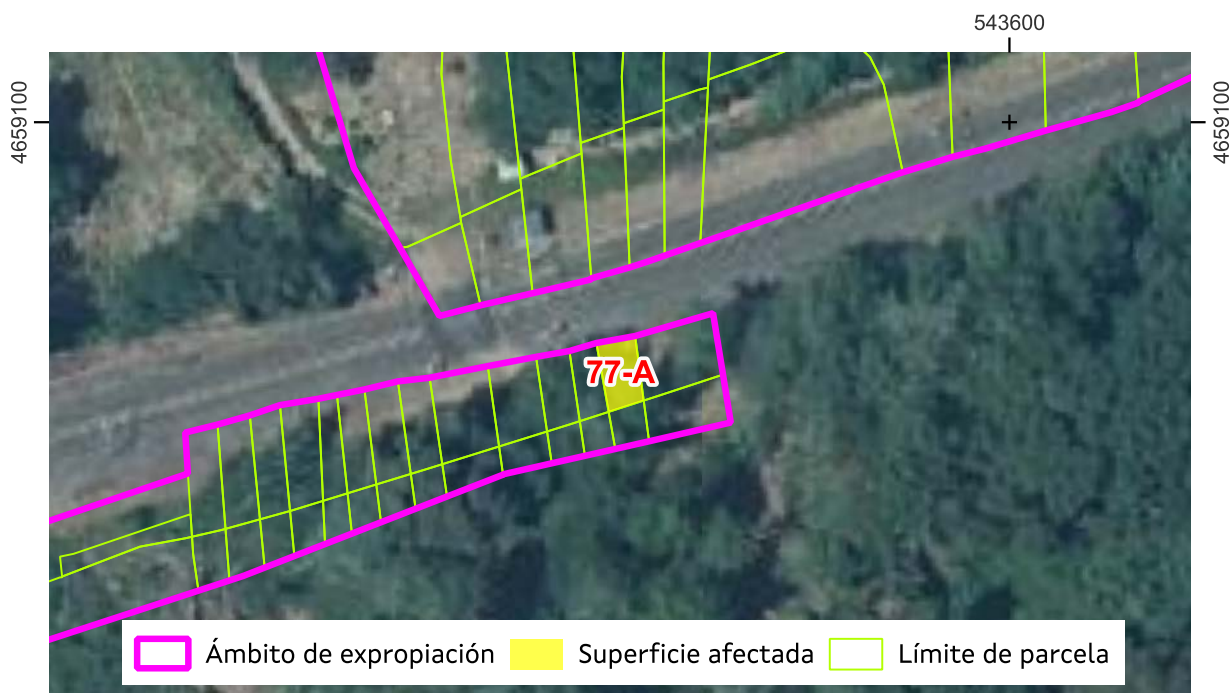 543600
4659100
4659100
77-A
Ámbito de expropiación
Superficie afectada
Límite de parcela